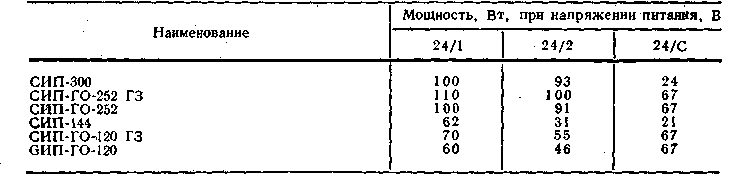 Наименование
Мощность, Вт, при напряжении питания, В
24/1 24/2 24/С
СИП-300 100 93 24
СИП-ГО-252 ГЗ 110 100 67
СИП-ГО-252 100 91 67
СИП-144 62 31 21
СИП-ГО-120 ГЗ 70 55 67
СИП-ГО-120 60 46 67